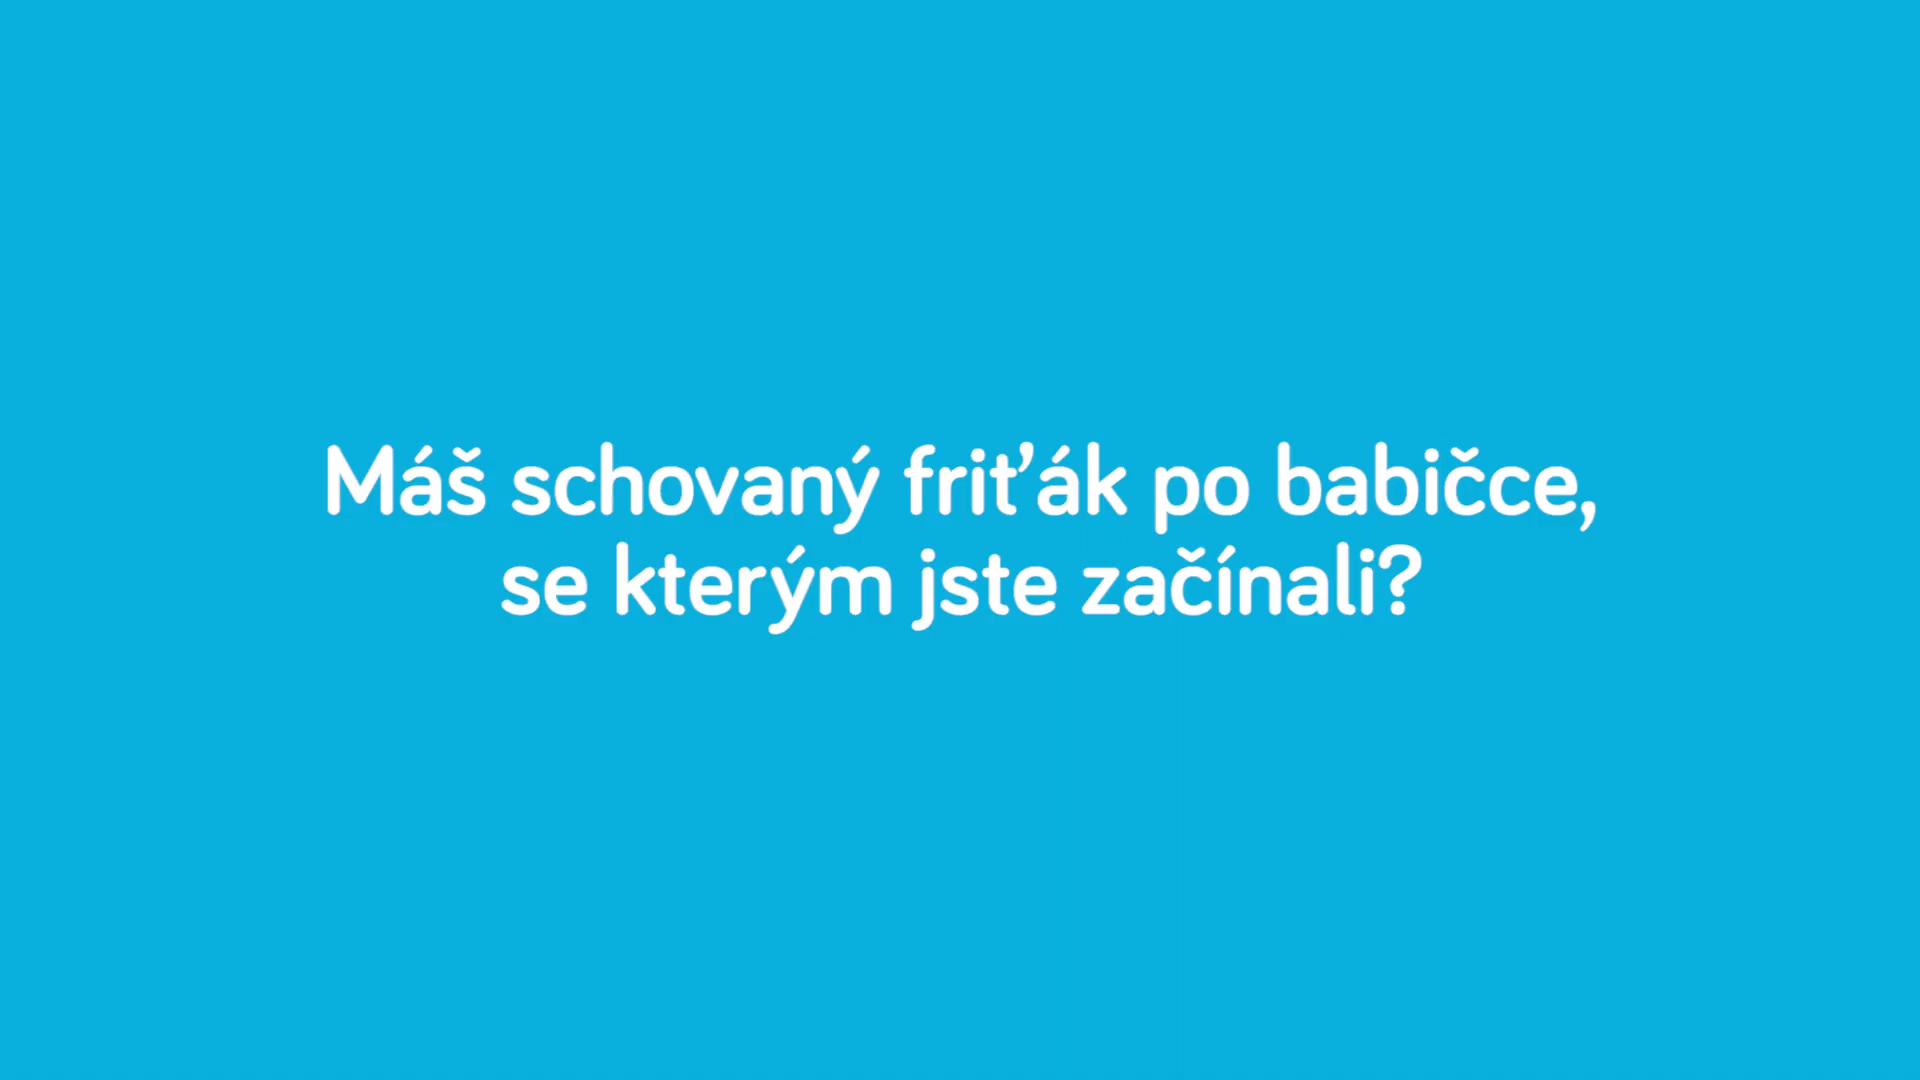 Máš schovaný friťák po babičce,
se kterým jste začínali?